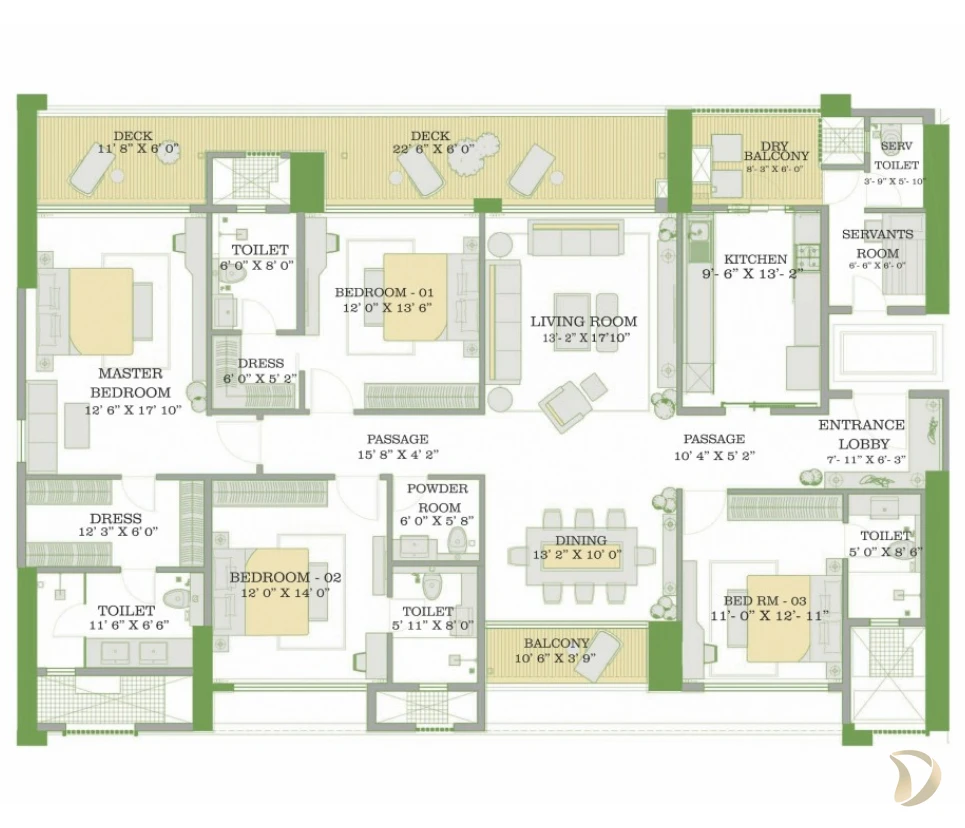 DECK
11' 8" X 6' 0"
DECK
22' 6" X 6' 0"
DRY
BALCONY
8'- 3" X 6'- 0"
SERV
TOILET
3'- 9" X 5'- 10"
TOILET
6' 0" X 8' 0"
SERVANTS
ROOM
6'- 6" X 6'- 0"
KITCHEN
9'- 6" X 13'- 2"
BEDROOM - 01
12' 0" X 13' 6"
LIVING ROOM
13'- 2" X 17'10"
DRESS
6' 0" X 5' 2"
MASTER
BEDROOM
12' 6" X 17' 10"
PASSAGE
15' 8" X 4' 2"
PASSAGE
10' 4" X 5' 2"
ENTRANCE
LOBBY
7'- 11" X 6'- 3"
POWDER
ROOM
6' 0" X 5' 8"
DRESS
12' 3" X 6' 0"
DINING
13' 2" X 10' 0"
TOILET
5' 0" X 8' 6"
BEDROOM - 02
12' 0" X 14' 0"
TOILET
11' 6" X 6' 6"
TOILET
5' 11" X 8' 0"
BED RM - 03
11'- 0" X 12'- 11"
BALCONY
10' 6" X 3' 9"